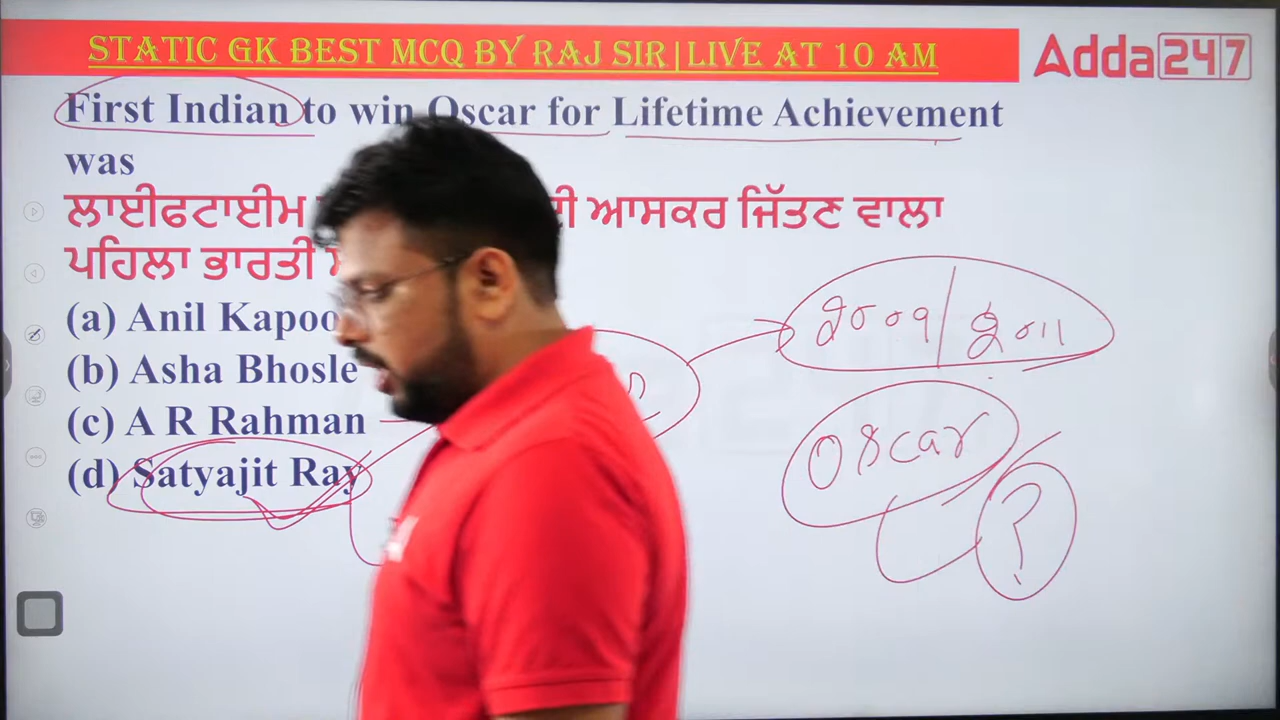 STATIC GK BEST MCQ BY RAJ SIR|LIVE AT 10 AM
Adda247
First Indian to win Oscar for Lifetime Achievement
was
ਲਾਈਫਟਾਈਮ ਆਸਕਰ ਜਿੱਤਣ ਵਾਲਾ
ਪਹਿਲਾ ਭਾਰਤੀ
(a) Anil Kapoo
(b) Asha Bhosle
(c) A R Rahman
(d) Satyajit Ray
Oscar
?